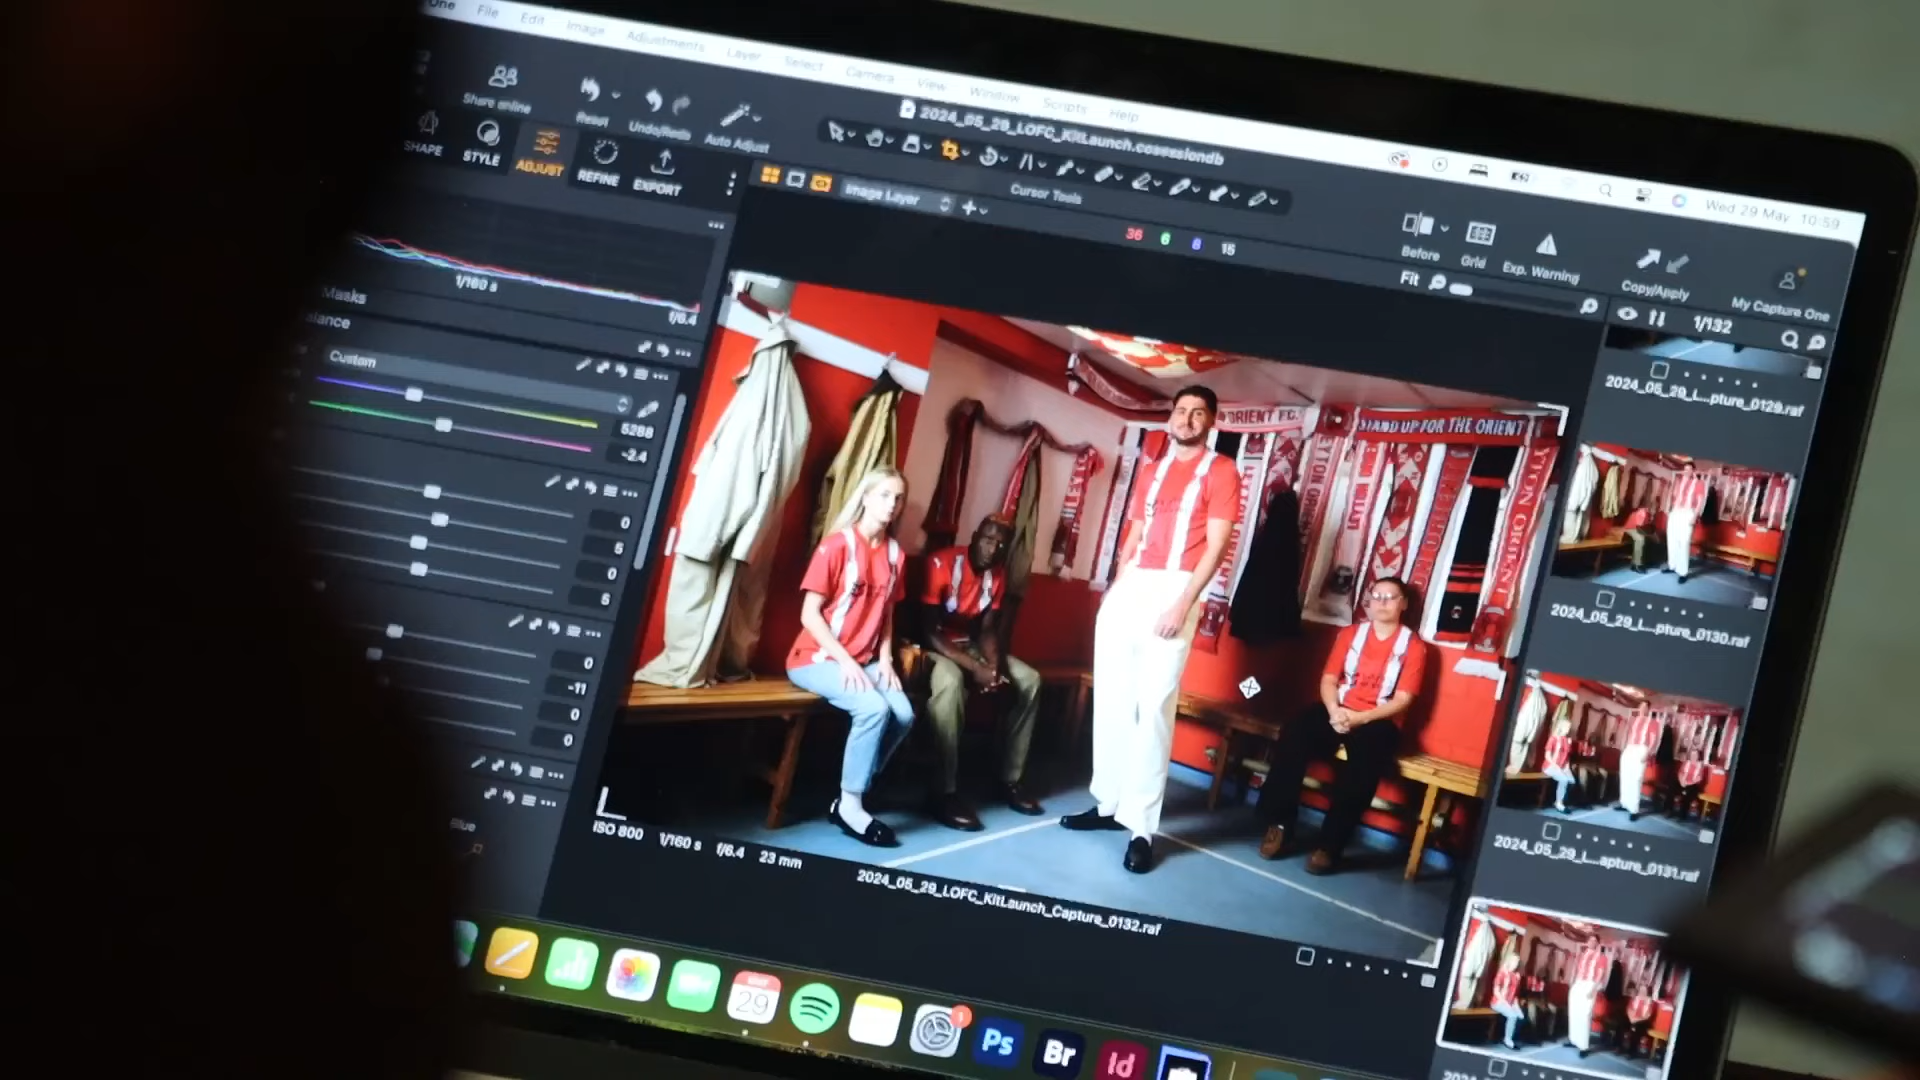 One File Edit Image Adjustments Layer Select Camera View Window Scripts Help
Wed 29 May 10:59
2024_05_29_LOFC_KitLaunch.cosessiondb
Share online
Reset
Undo/Redo
Auto Adjust
SHAPE
STYLE
ADJUST
REFINE
EXPORT
Image Layer
Cursor Tools
36 6 8 15
Before
Grid
Exp. Warning
Copy/Apply
My Capture One
Fit
1/132
1/160 s
f/6.4
Masks
Custom
5288
-2.4
0
5
0
5
0
-11
0
0
Blue
ORIENT F.C.
STAND UP FOR THE ORIENT
ISO 800 1/160 s f/6.4 23 mm
2024_05_29_LOFC_KitLaunch_Capture_0132.raf
2024_05_29_L...pture_0129.raf
2024_05_29_L...pture_0130.raf
2024_05_29_L...apture_0131.raf
29
1
Ps
Br
Id